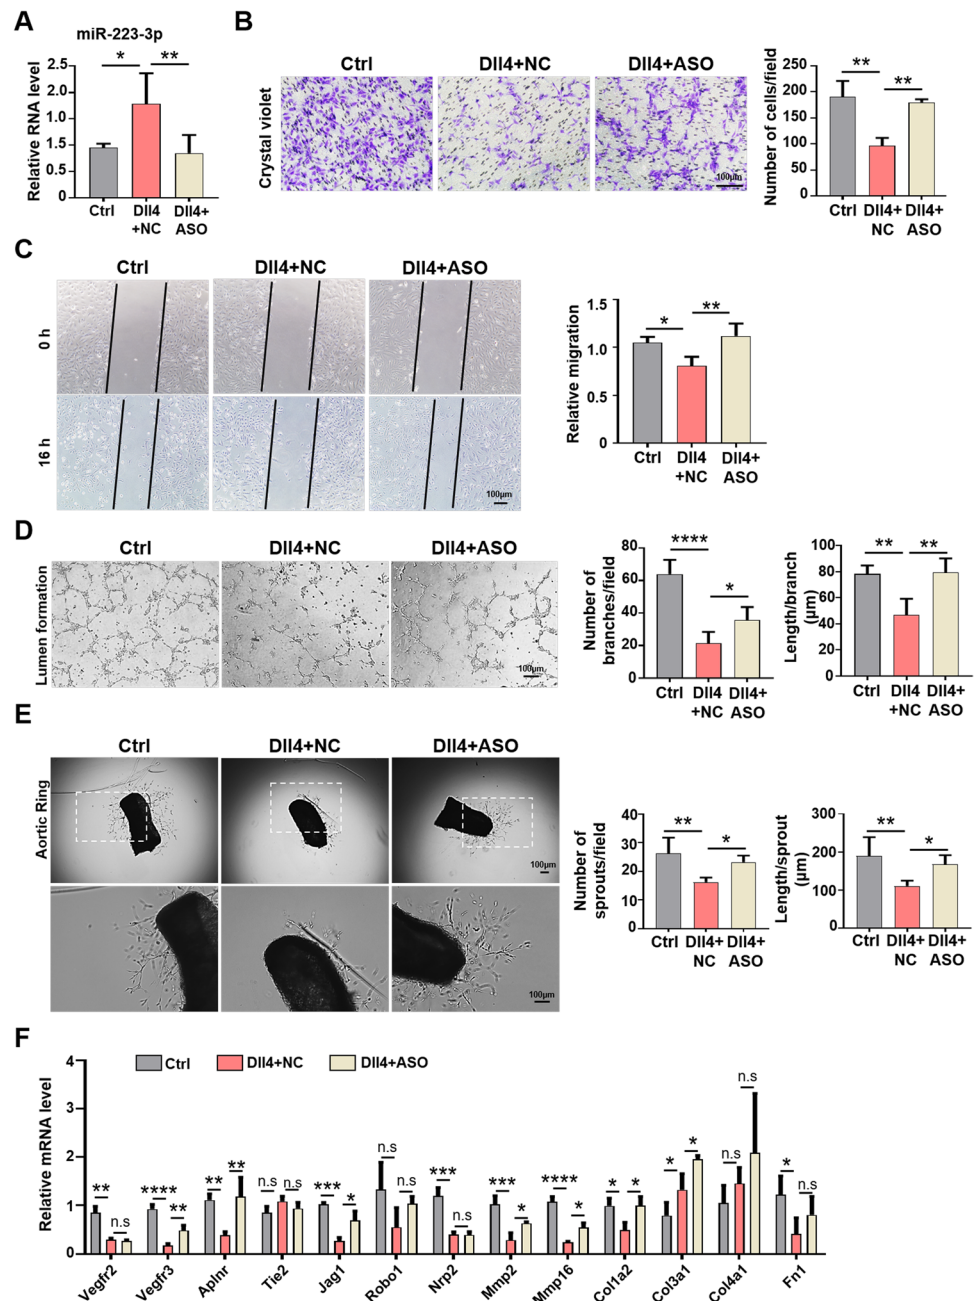 A
miR-223-3p
* **
Relative RNA level
2.5
2.0
1.0
1.5
0
Ctrl Dll4 +NC Dll4+ ASO
B
Ctrl Dll4+NC Dll4+ASO
Crystal violet
100μm
Number of cells/field
** **
250
200
150
100
50
0
Ctrl Dll4+ NC Dll4+ ASO
C
Ctrl Dll4+NC Dll4+ASO
0 h
16 h
100μm
Relative migration
* **
1.5
1.0
0.5
0
Ctrl Dll4 +NC Dll4+ ASO
D
Ctrl Dll4+NC Dll4+ASO
Lumen formation
100μm
Number of branches/field
**** *
80
60
40
20
0
Ctrl Dll4 +NC Dll4+ ASO
Length/branch (μm)
** **
80
60
40
20
0
Ctrl Dll4 +NC Dll4+ ASO
E
Ctrl Dll4+NC Dll4+ASO
Aortic Ring
100μm
100μm
Number of sprouts/field
** *
40
30
20
10
0
Ctrl Dll4+ NC Dll4+ ASO
Length/sprout (μm)
** *
300
200
100
0
Ctrl Dll4+ NC Dll4+ ASO
F
Ctrl Dll4+NC Dll4+ASO
Relative mRNA level
4
3
2
1
0
** n.s **** ** ** ** n.s n.s *** * n.s n.s *** n.s *** * **** * * * * * n.s n.s * n.s
Vegfr2 Vegfr3 Aplnr Tie2 Jag1 Robo1 Nrp2 Mmp2 Mmp16 Col1a2 Col3a1 Col4a1 Fn1